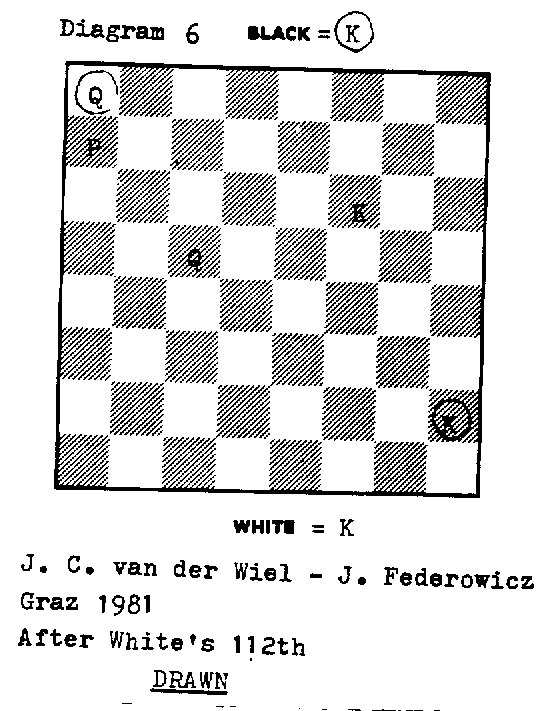 Diagram 6 BLACK = K
Q
P
K
Q
K
WHITE = K
J. C. van der Wiel - J. Federowicz
Graz 1981
After White's 112th
DRAWN